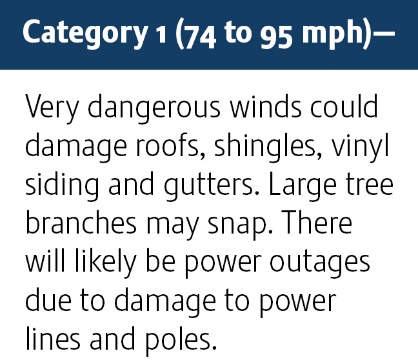 Category 1 (74 to 95 mph)—
Very dangerous winds could
damage roofs, shingles, vinyl
siding and gutters. Large tree
branches may snap. There
will likely be power outages
due to damage to power
lines and poles.